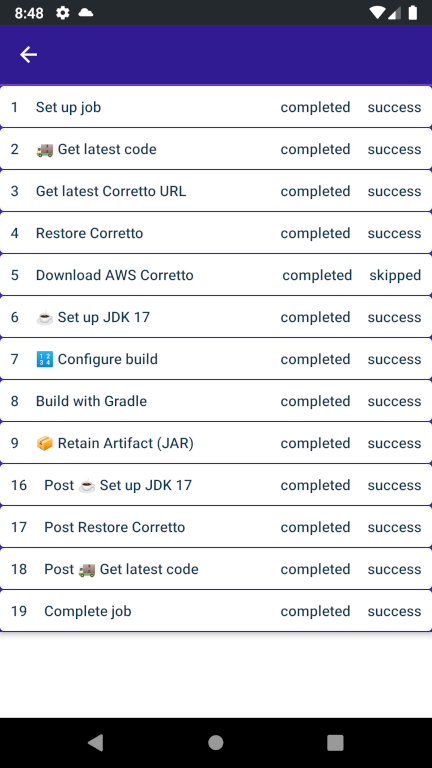 8:48
1 Set up job completed success
2 🚚 Get latest code completed success
3 Get latest Corretto URL completed success
4 Restore Corretto completed success
5 Download AWS Corretto completed skipped
6 ☕ Set up JDK 17 completed success
7 🔢 Configure build completed success
8 Build with Gradle completed success
9 📦 Retain Artifact (JAR) completed success
16 Post ☕ Set up JDK 17 completed success
17 Post Restore Corretto completed success
18 Post 🚚 Get latest code completed success
19 Complete job completed success